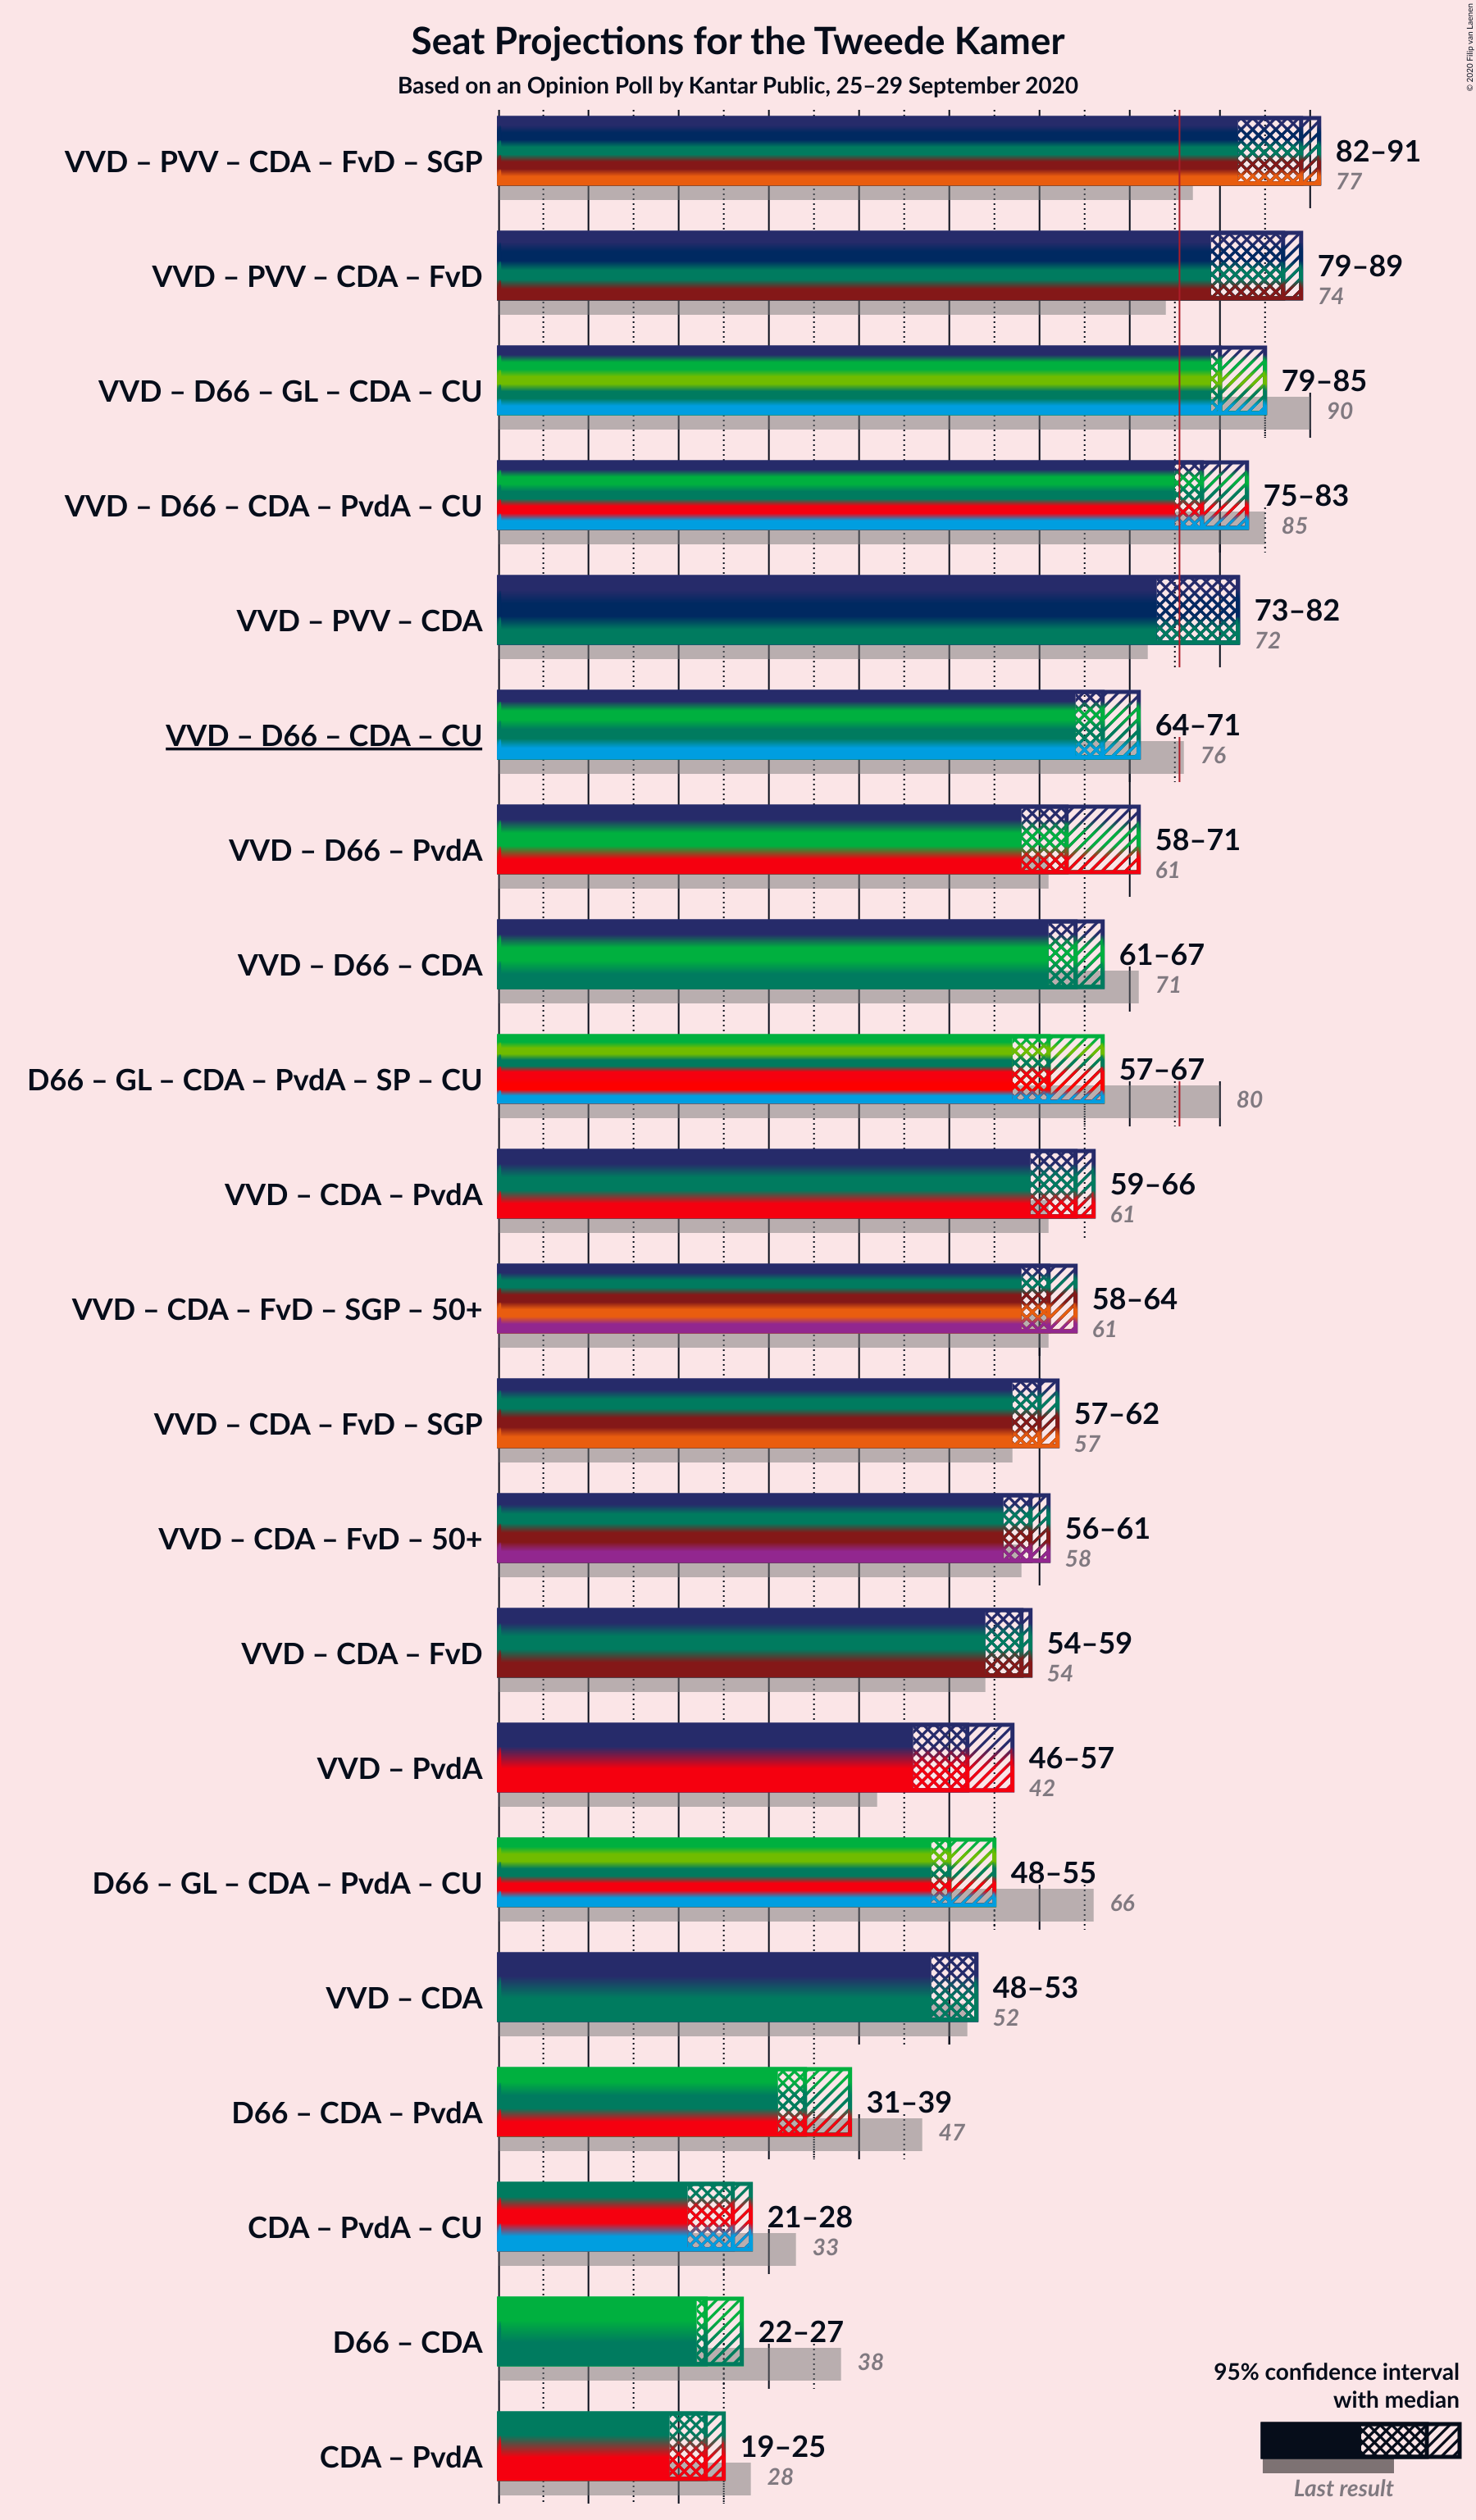 Seat Projections for the Tweede Kamer
Based on an Opinion Poll by Kantar Public, 25–29 September 2020
© 2020 Filip van Laenen
VVD – PVV – CDA – FvD – SGP
82–91
77
VVD – PVV – CDA – FvD
79–89
74
VVD – D66 – GL – CDA – CU
79–85
90
VVD – D66 – CDA – PvdA – CU
75–83
85
VVD – PVV – CDA
73–82
72
VVD – D66 – CDA – CU
64–71
76
VVD – D66 – PvdA
58–71
61
VVD – D66 – CDA
61–67
71
D66 – GL – CDA – PvdA – SP – CU
57–67
80
VVD – CDA – PvdA
59–66
61
VVD – CDA – FvD – SGP – 50+
58–64
61
VVD – CDA – FvD – SGP
57–62
57
VVD – CDA – FvD – 50+
56–61
58
VVD – CDA – FvD
54–59
54
VVD – PvdA
46–57
42
D66 – GL – CDA – PvdA – CU
48–55
66
VVD – CDA
48–53
52
D66 – CDA – PvdA
31–39
47
CDA – PvdA – CU
21–28
33
D66 – CDA
22–27
38
CDA – PvdA
19–25
28
95% confidence interval
with median
Last result